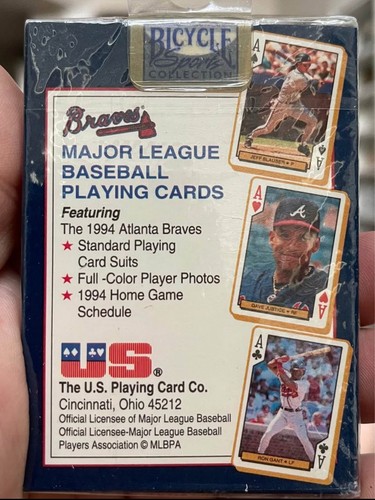 BICYCLE
Sports
COLLECTION
Braves
MAJOR LEAGUE
BASEBALL
PLAYING CARDS
Featuring
The 1994 Atlanta Braves
★ Standard Playing
Card Suits
★ Full-Color Player Photos
★ 1994 Home Game
Schedule
US®
The U.S. Playing Card Co.
Cincinnati, Ohio 45212
Official Licensee of Major League Baseball
Official Licensee-Major League Baseball
Players Association © MLBPA
A
JEFF BLAUSER
A
A
DAVE JUSTICE • RF
A
A
RON GANT • LF
A